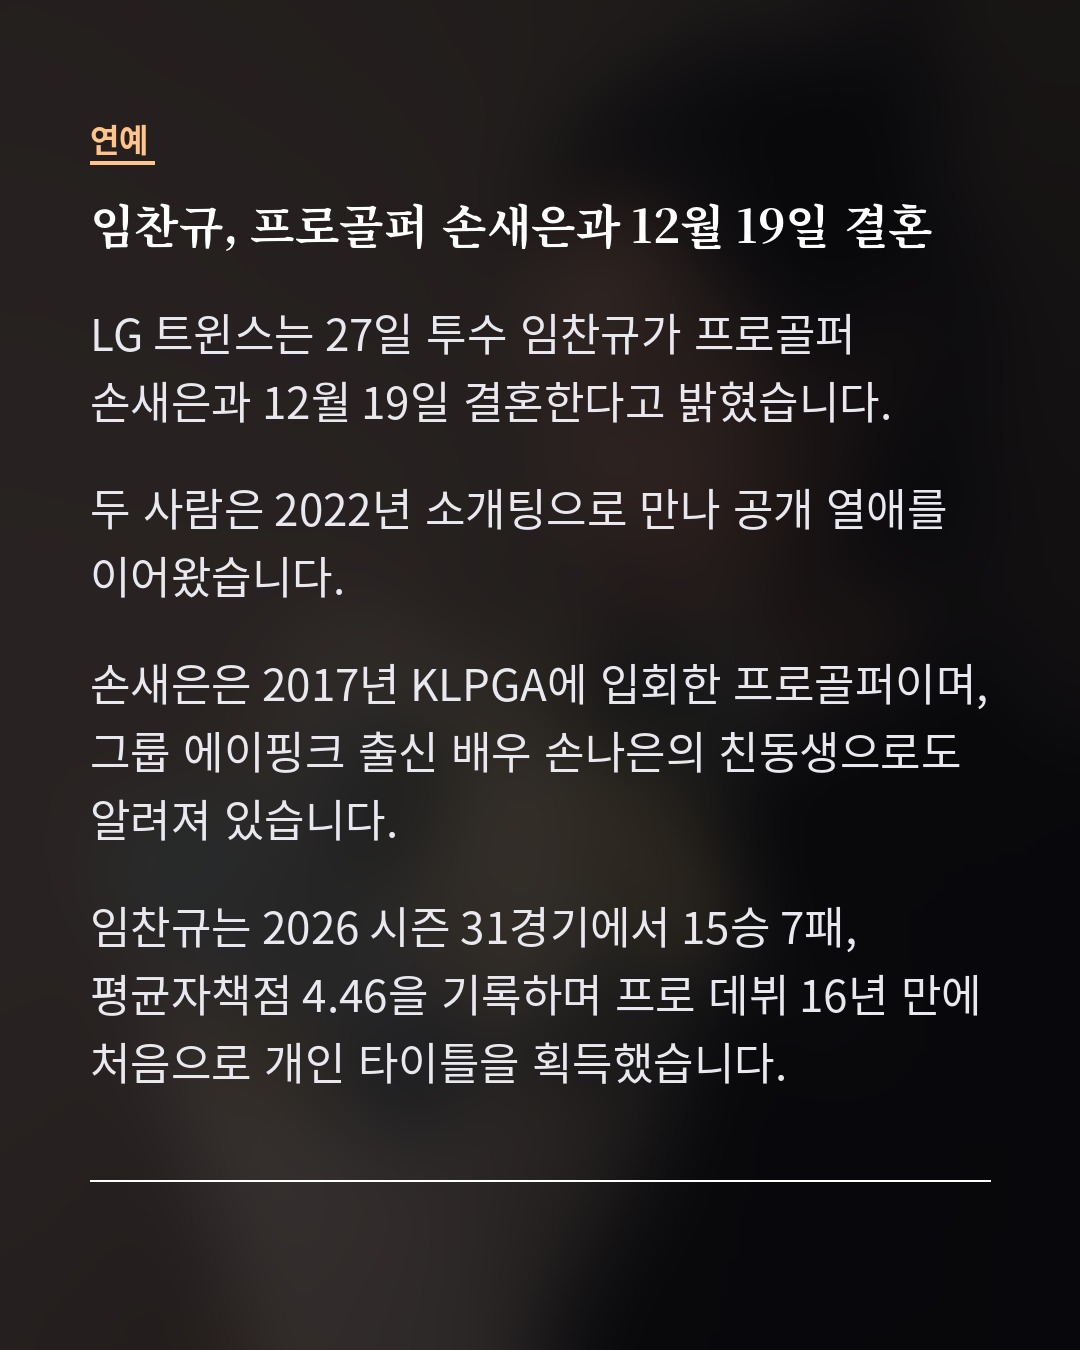 연예
임찬규, 프로골퍼 손새은과 12월 19일 결혼
LG 트윈스는 27일 투수 임찬규가 프로골퍼
손새은과 12월 19일 결혼한다고 밝혔습니다.
두 사람은 2022년 소개팅으로 만나 공개 열애를
이어왔습니다.
손새은은 2017년 KLPGA에 입회한 프로골퍼이며,
그룹 에이핑크 출신 배우 손나은의 친동생으로도
알려져 있습니다.
임찬규는 2026 시즌 31경기에서 15승 7패,
평균자책점 4.46을 기록하며 프로 데뷔 16년 만에
처음으로 개인 타이틀을 획득했습니다.